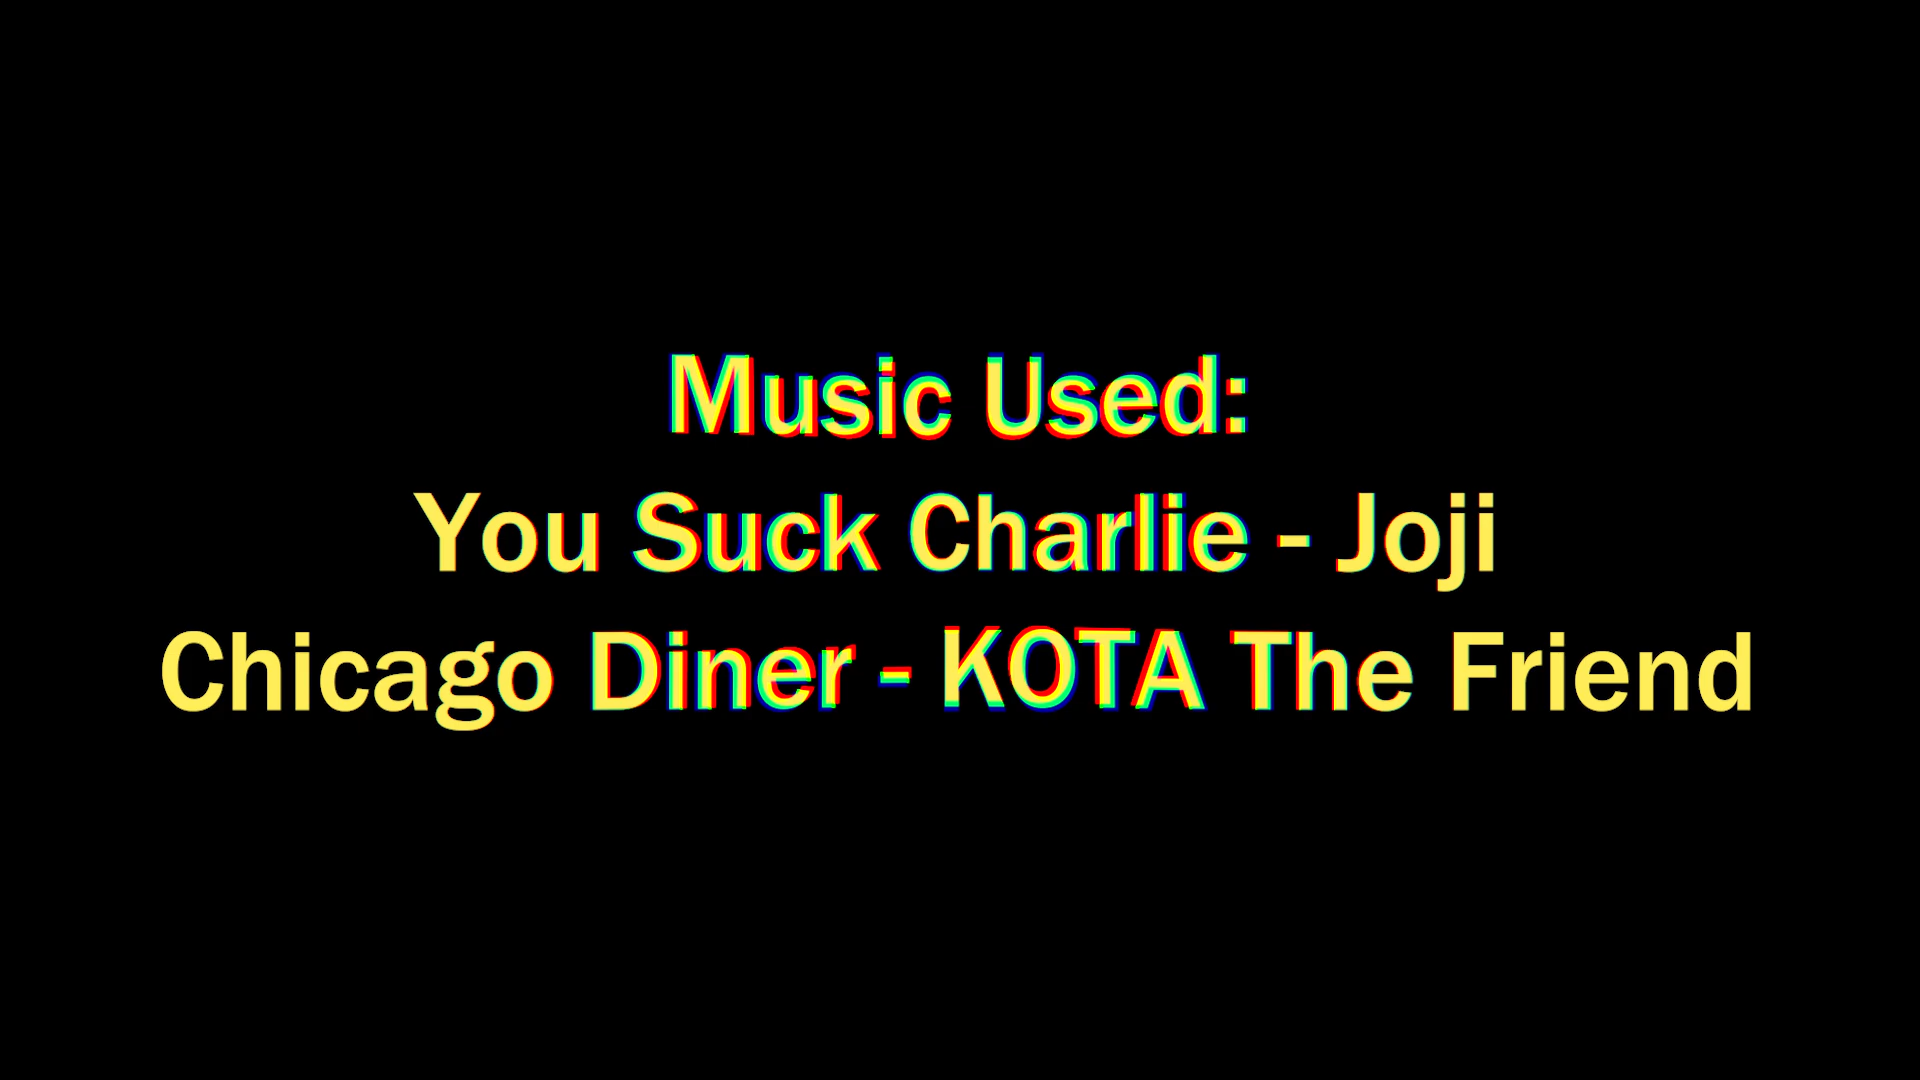 Music Used:
You Suck Charlie - Joji
Chicago Diner - KOTA The Friend